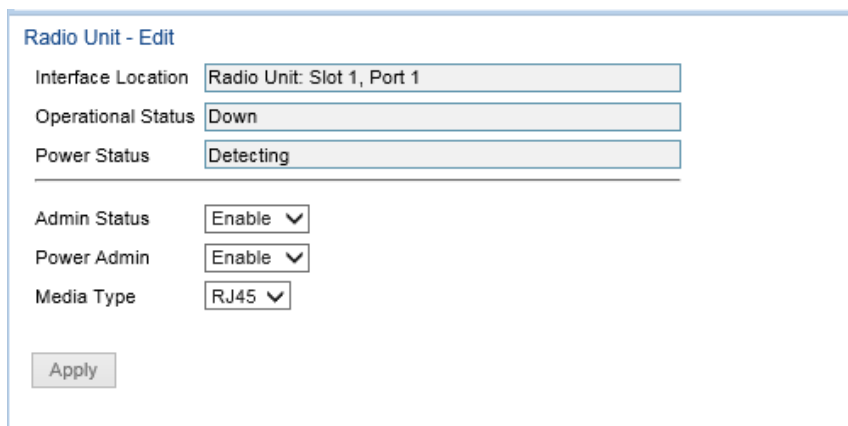 Radio Unit - Edit
Interface Location Radio Unit: Slot 1, Port 1
Operational Status Down
Power Status Detecting
Admin Status Enable
Power Admin Enable
Media Type RJ45
Apply